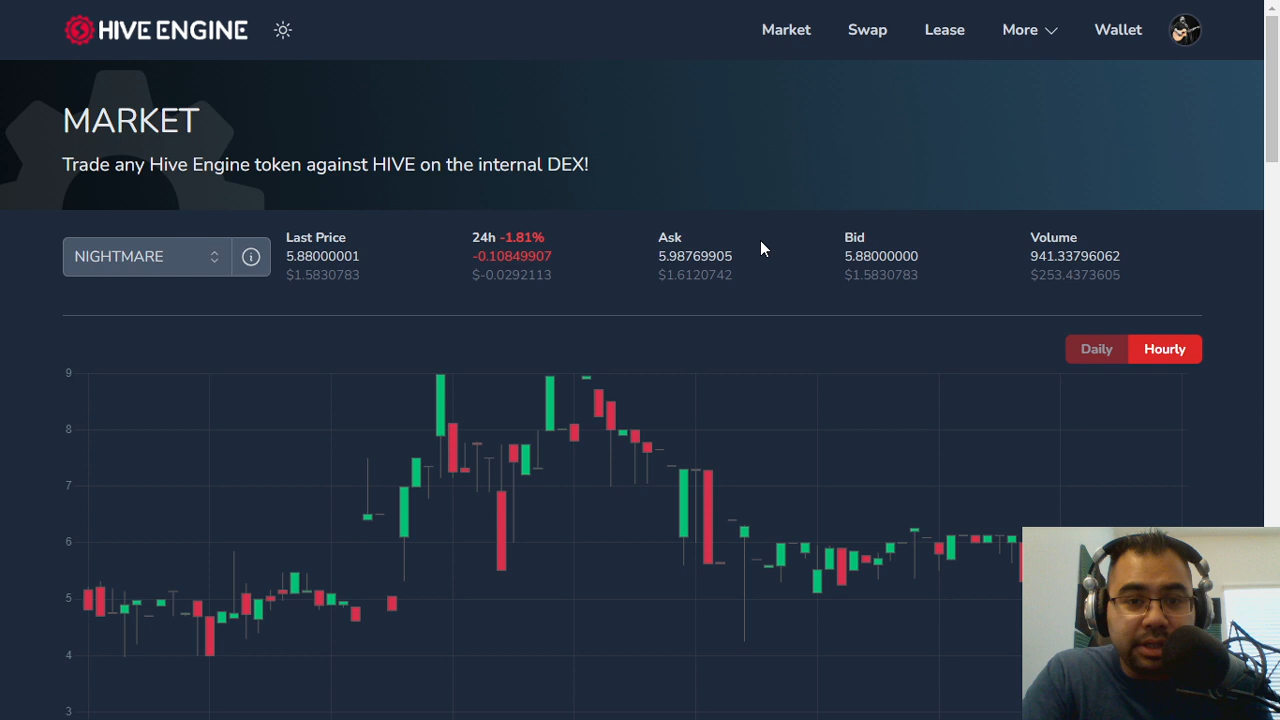 HIVE ENGINE
Market Swap Lease More Wallet
MARKET
Trade any Hive Engine token against HIVE on the internal DEX!
NIGHTMARE
Last Price
5.88000001
$1.5830783
24h -1.81%
-0.10849907
$-0.0292113
Ask
5.98769905
$1.6120742
Bid
5.88000000
$1.5830783
Volume
941.33796062
$253.4373605
Daily Hourly
9
8
7
6
5
4
3